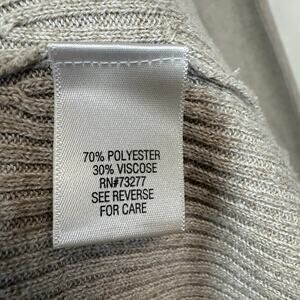 70% POLYESTER
30% VISCOSE
RN#73277
SEE REVERSE
FOR CARE